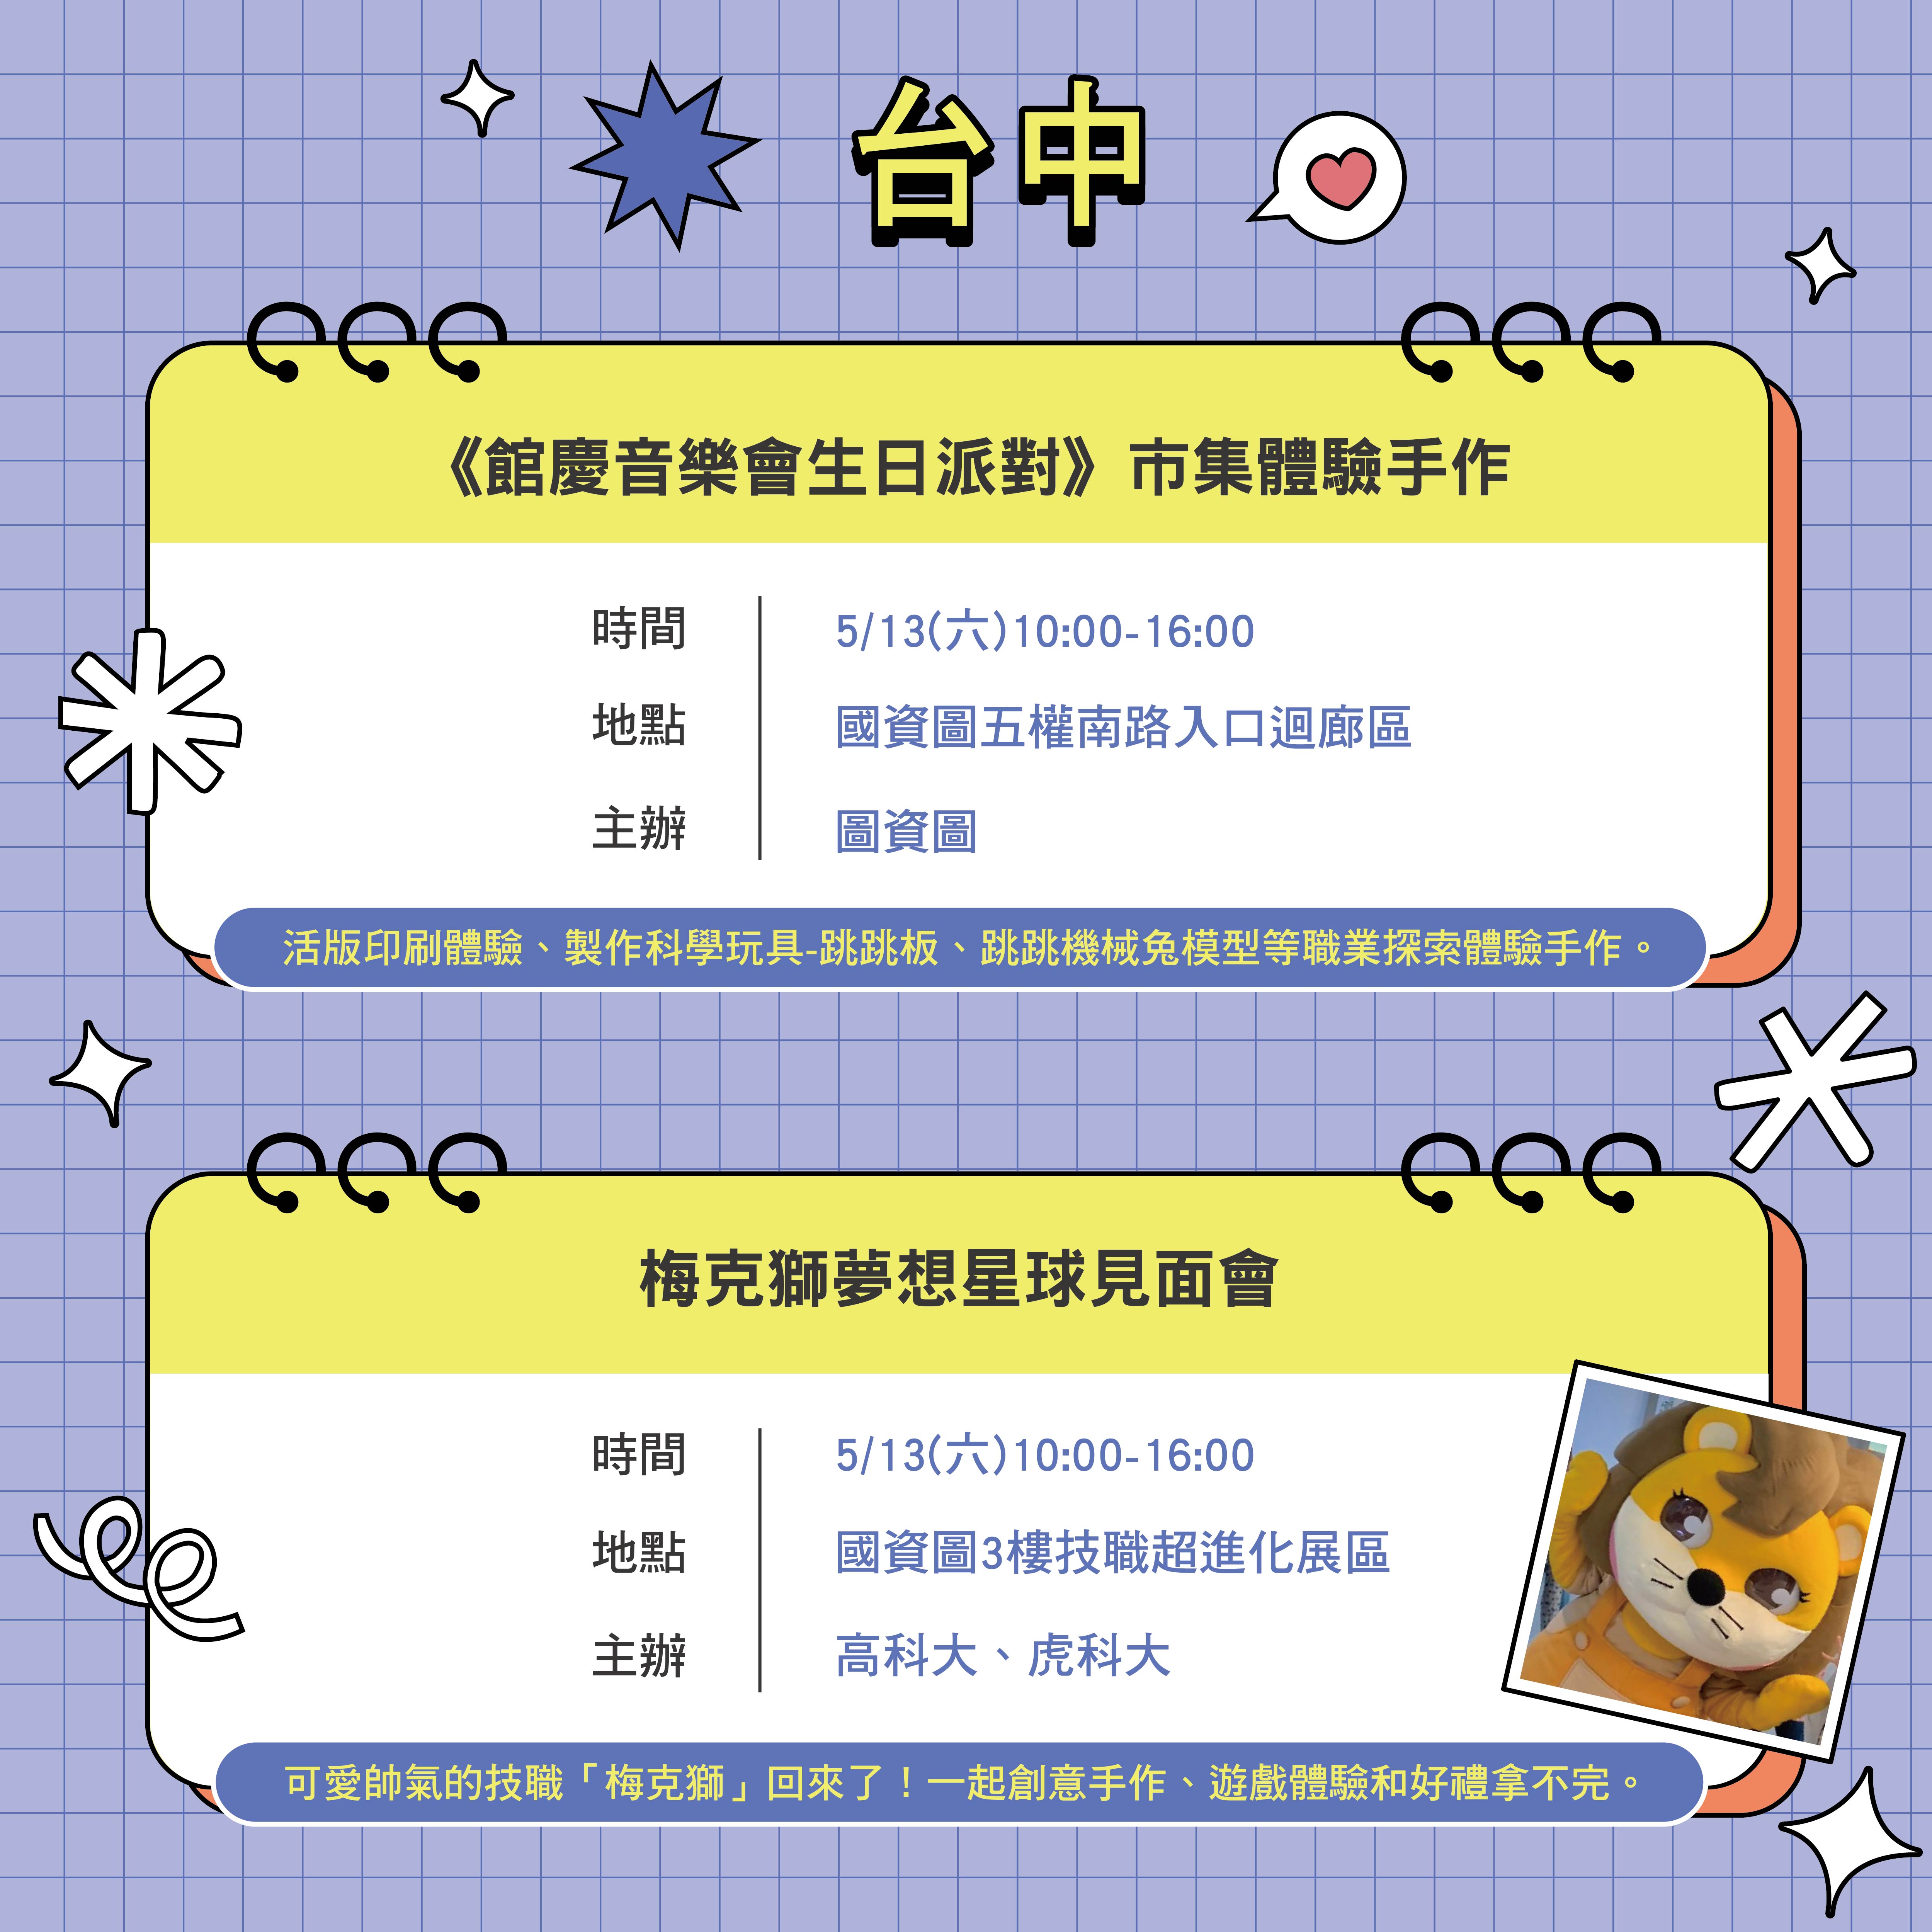 台中
《館慶音樂會生日派對》市集體驗手作
時間 5/13(六)10:00-16:00
地點 國資圖五權南路入口迴廊區
主辦 圖資圖
活版印刷體驗、製作科學玩具-跳跳板、跳跳機械兔模型等職業探索體驗手作。
梅克獅夢想星球見面會
時間 5/13(六)10:00-16:00
地點 國資圖3樓技職超進化展區
主辦 高科大、虎科大
可愛帥氣的技職「梅克獅」回來了！一起創意手作、遊戲體驗和好禮拿不完。